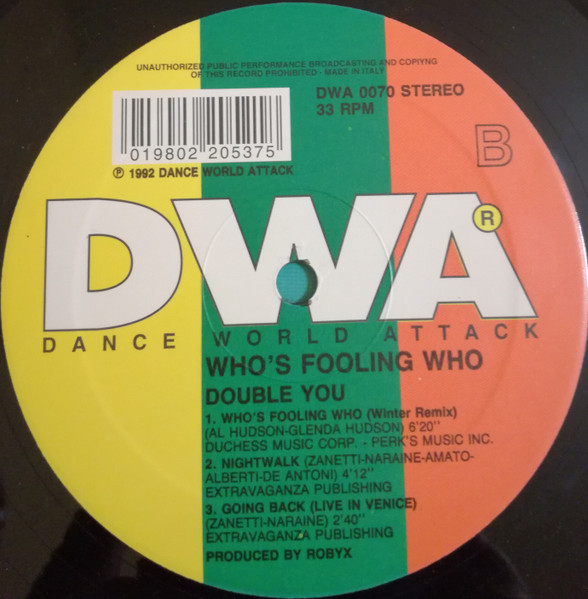 UNAUTHORIZED PUBLIC PERFORMANCE BROADCASTING AND COPIYNG
OF THIS RECORD PROHIBITED - MADE IN ITALY
DWA 0070 STEREO
33 RPM
019802 205375
℗ 1992 DANCE WORLD ATTACK
B
DWA®
DANCE WORLD ATTACK
WHO'S FOOLING WHO
DOUBLE YOU
1. WHO'S FOOLING WHO (Winter Remix)
(AL HUDSON-GLENDA HUDSON) 6'20''
DUCHESS MUSIC CORP. - PERK'S MUSIC INC.
2. NIGHTWALK (ZANETTI-NARAINE-AMATO-
ALBERTI-DE ANTONI) 4'12''
EXTRAVAGANZA PUBLISHING
3. GOING BACK (LIVE IN VENICE)
(ZANETTI-NARAINE) 2'40''
EXTRAVAGANZA PUBLISHING
PRODUCED BY ROBYX